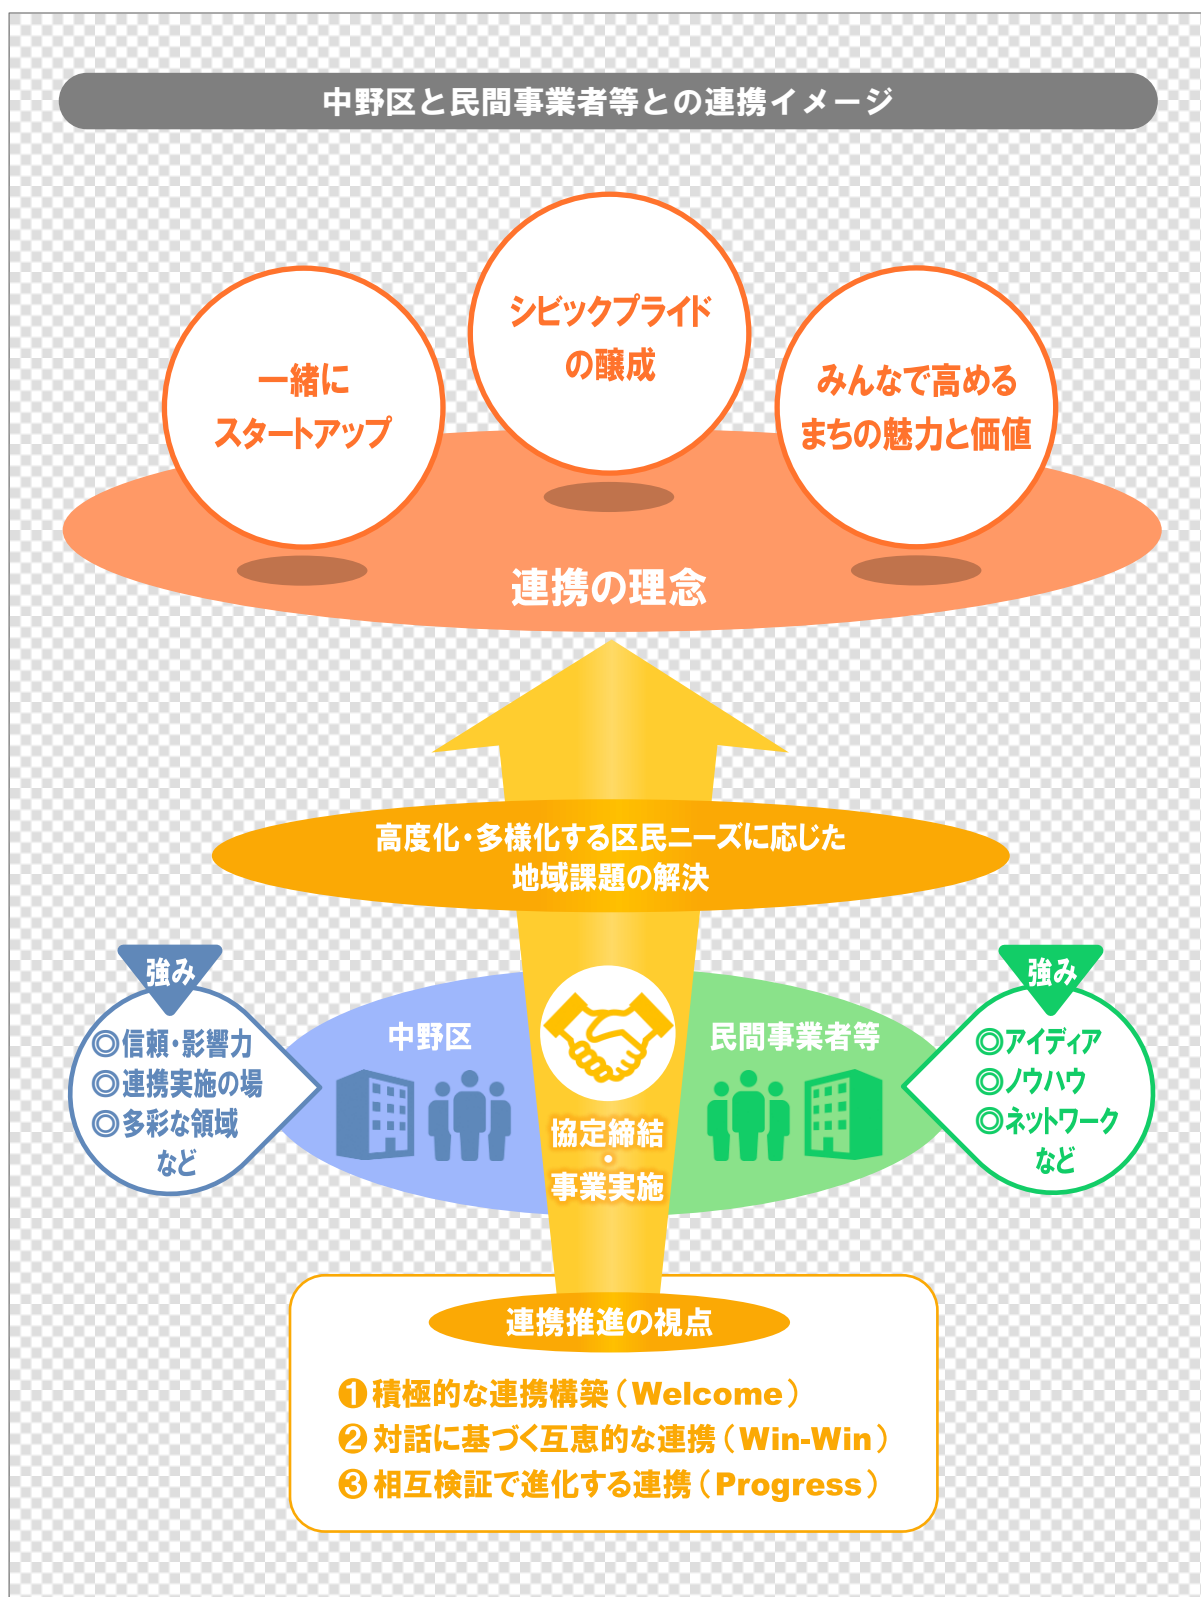 中野区と民間事業者等との連携イメージ
シビックプライド
の醸成
一緒に
スタートアップ
みんなで高める
まちの魅力と価値
連携の理念
高度化・多様化する区民ニーズに応じた
地域課題の解決
強み
◎信頼・影響力
◎連携実施の場
◎多彩な領域
など
中野区
民間事業者等
強み
◎アイディア
◎ノウハウ
◎ネットワーク
など
協定締結
・
事業実施
連携推進の視点
❶積極的な連携構築（Welcome）
❷対話に基づく互恵的な連携（Win-Win）
❸相互検証で進化する連携（Progress）